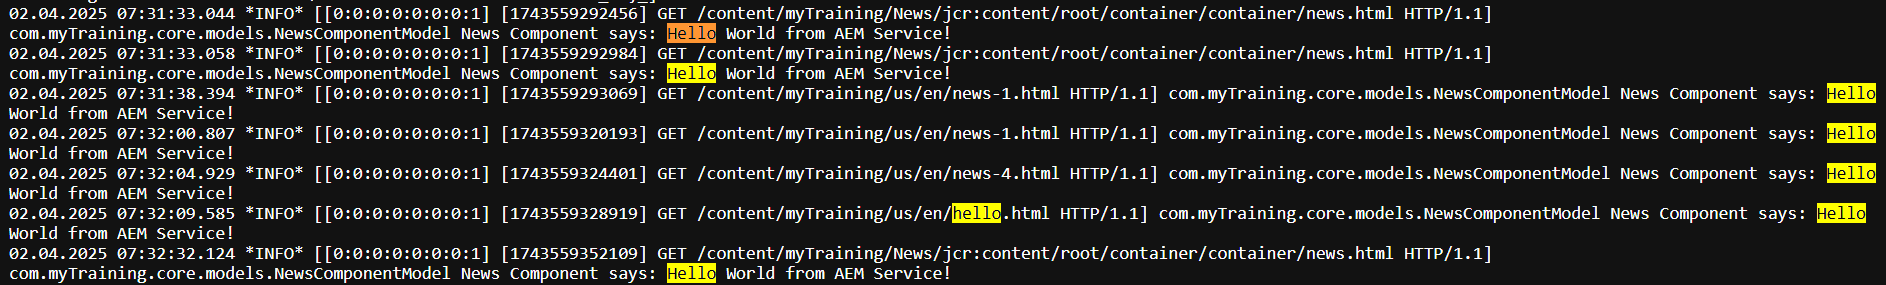 02.04.2025 07:31:33.044 *INFO* [[0:0:0:0:0:0:0:1] [1743559292456] GET /content/myTraining/News/jcr:content/root/container/container/news.html HTTP/1.1]
com.myTraining.core.models.NewsComponentModel News Component says: Hello World from AEM Service!
02.04.2025 07:31:33.058 *INFO* [[0:0:0:0:0:0:0:1] [1743559292984] GET /content/myTraining/News/jcr:content/root/container/container/news.html HTTP/1.1]
com.myTraining.core.models.NewsComponentModel News Component says: Hello World from AEM Service!
02.04.2025 07:31:38.394 *INFO* [[0:0:0:0:0:0:0:1] [1743559293069] GET /content/myTraining/us/en/news-1.html HTTP/1.1] com.myTraining.core.models.NewsComponentModel News Component says: Hello
World from AEM Service!
02.04.2025 07:32:00.807 *INFO* [[0:0:0:0:0:0:0:1] [1743559320193] GET /content/myTraining/us/en/news-1.html HTTP/1.1] com.myTraining.core.models.NewsComponentModel News Component says: Hello
World from AEM Service!
02.04.2025 07:32:04.929 *INFO* [[0:0:0:0:0:0:0:1] [1743559324401] GET /content/myTraining/us/en/news-4.html HTTP/1.1] com.myTraining.core.models.NewsComponentModel News Component says: Hello
World from AEM Service!
02.04.2025 07:32:09.585 *INFO* [[0:0:0:0:0:0:0:1] [1743559328919] GET /content/myTraining/us/en/hello.html HTTP/1.1] com.myTraining.core.models.NewsComponentModel News Component says: Hello
World from AEM Service!
02.04.2025 07:32:32.124 *INFO* [[0:0:0:0:0:0:0:1] [1743559352109] GET /content/myTraining/News/jcr:content/root/container/container/news.html HTTP/1.1]
com.myTraining.core.models.NewsComponentModel News Component says: Hello World from AEM Service!